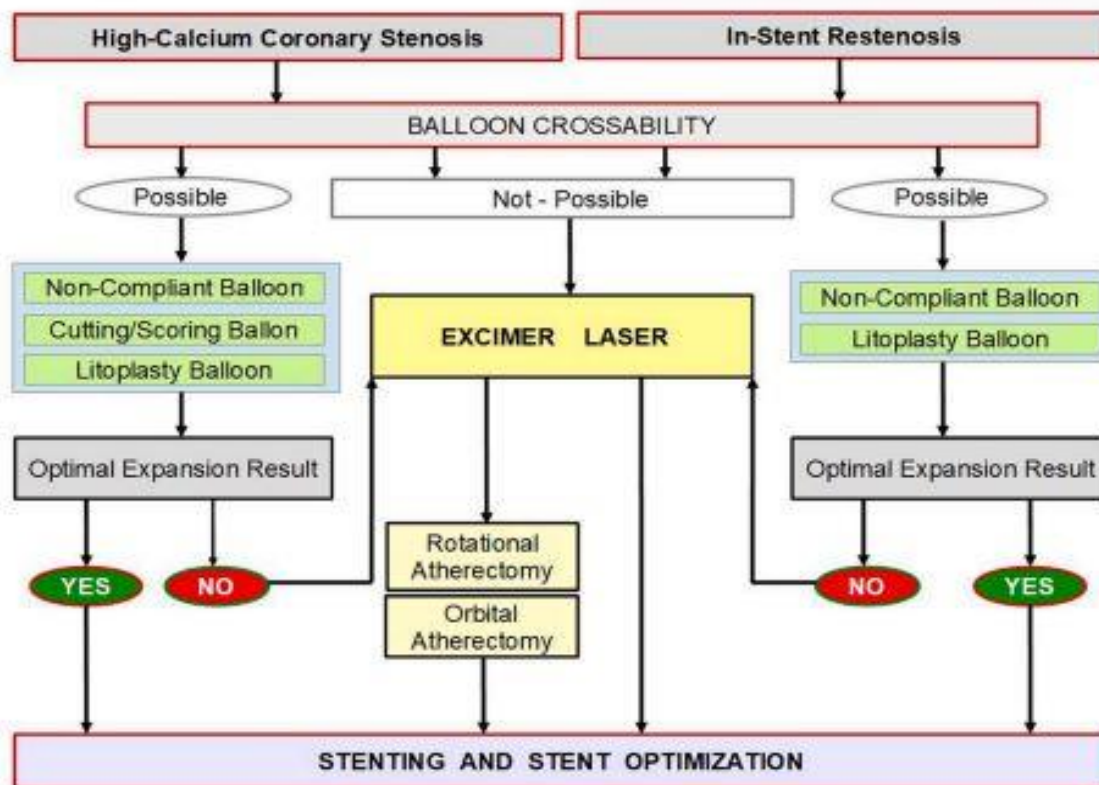 High-Calcium Coronary Stenosis
In-Stent Restenosis
BALLOON CROSSABILITY
Possible
Not - Possible
Possible
Non-Compliant Balloon
Cutting/Scoring Ballon
Litoplasty Balloon
EXCIMER LASER
Non-Compliant Balloon
Litoplasty Balloon
Optimal Expansion Result
Optimal Expansion Result
YES
NO
Rotational
Atherectomy
Orbital
Atherectomy
NO
YES
STENTING AND STENT OPTIMIZATION